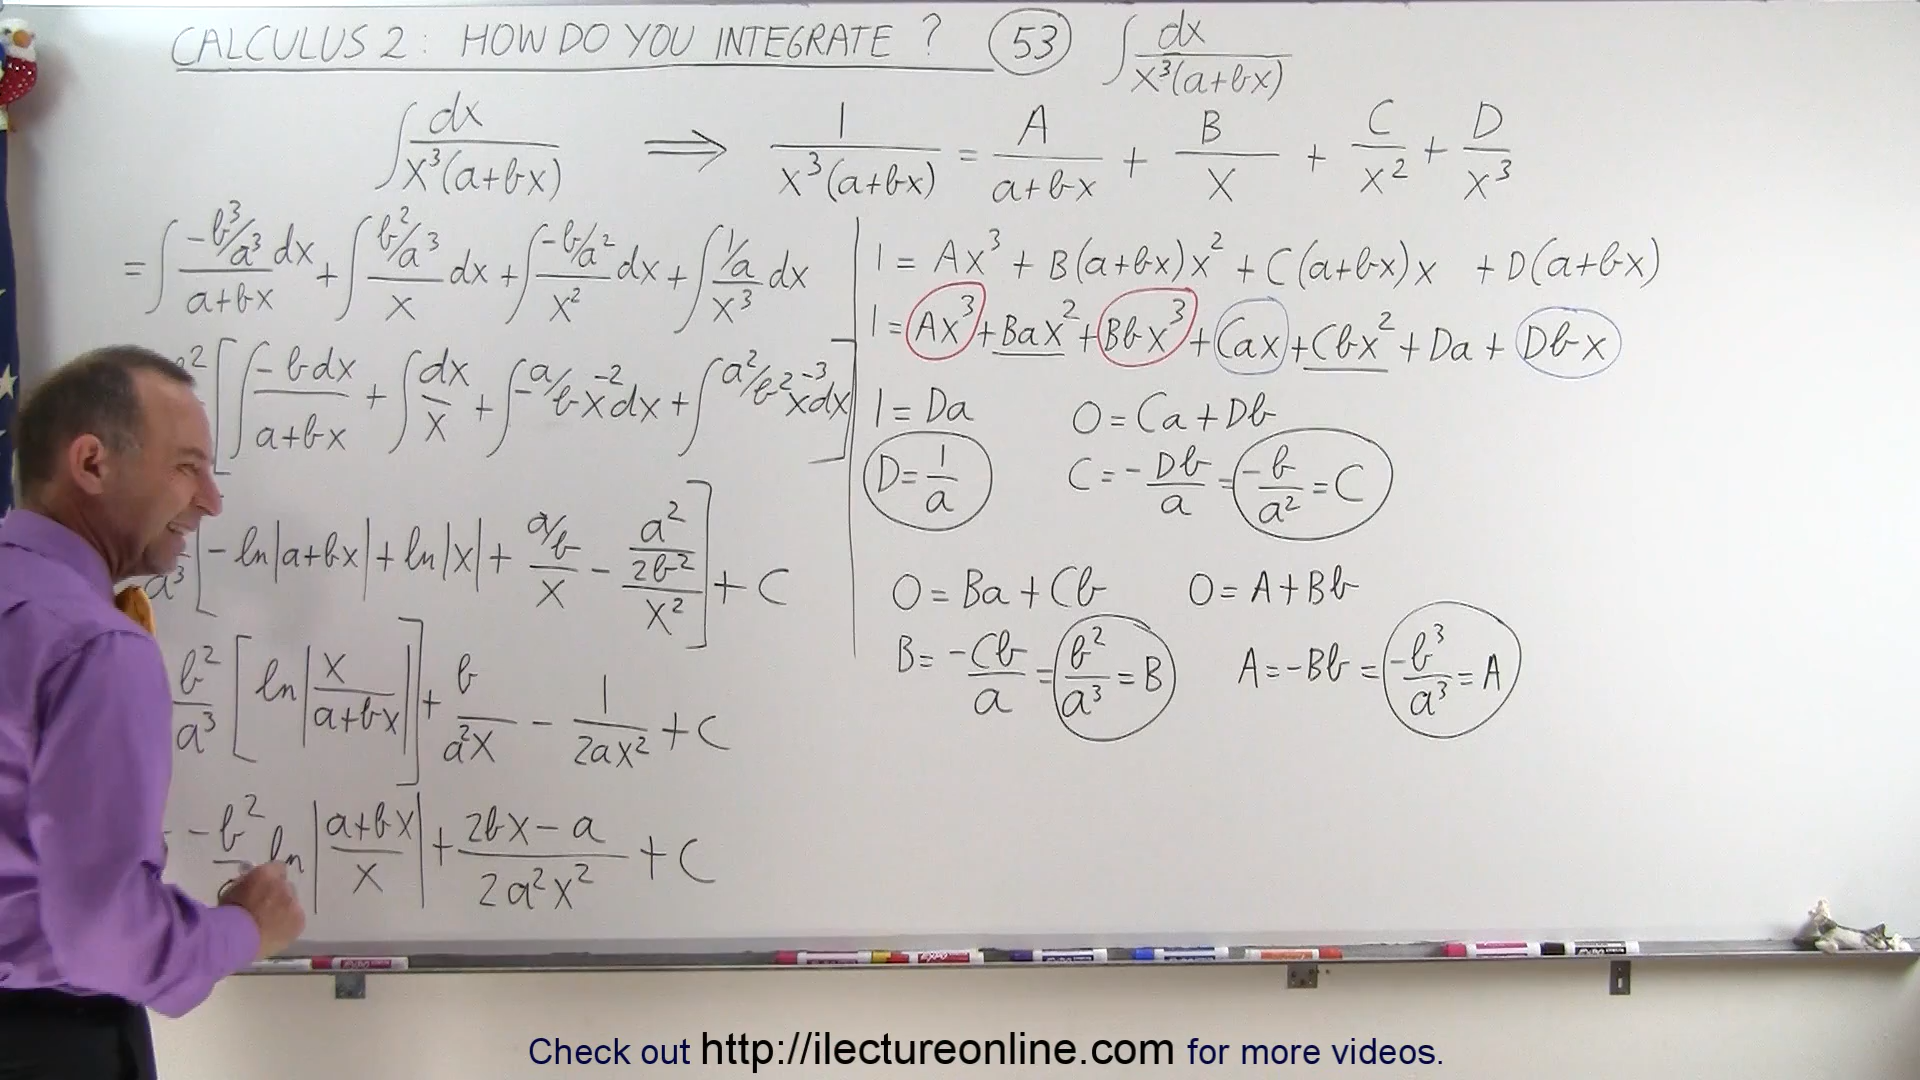 CALCULUS 2 : HOW DO YOU INTEGRATE ? 53 ∫ dx / x³(a+bx)
∫ dx / x³(a+bx) ⟹ 1 / x³(a+bx) = A / a+bx + B / x + C / x² + D / x³
= ∫ -b³/a³ dx / a+bx + ∫ b²/a³ / x dx + ∫ -b/a² / x² dx + ∫ 1/a / x³ dx
² [ ∫ -b dx / a+bx + ∫ dx / x + ∫ -a/b x⁻² dx + ∫ a²/b² x⁻³ dx ]
a³ [ - ln|a+bx| + ln|x| + a/b / x - a²/2b² / x² ] + C
b² / a³ [ ln| x / a+bx | ] + b / a²x - 1 / 2ax² + C
- b² ln | a+bx / x | + 2bx - a / 2a²x² + C
1 = Ax³ + B(a+bx)x² + C(a+bx)x + D(a+bx)
1 = Ax³ + Bax² + Bbx³ + Cax + Cbx² + Da + Dbx
1 = Da 0 = Ca + Db
D = 1 / a C = - Db / a = - b / a² = C
0 = Ba + Cb 0 = A + Bb
B = - Cb / a = b² / a³ = B A = -Bb = - b³ / a³ = A
Check out http://ilectureonline.com for more videos.